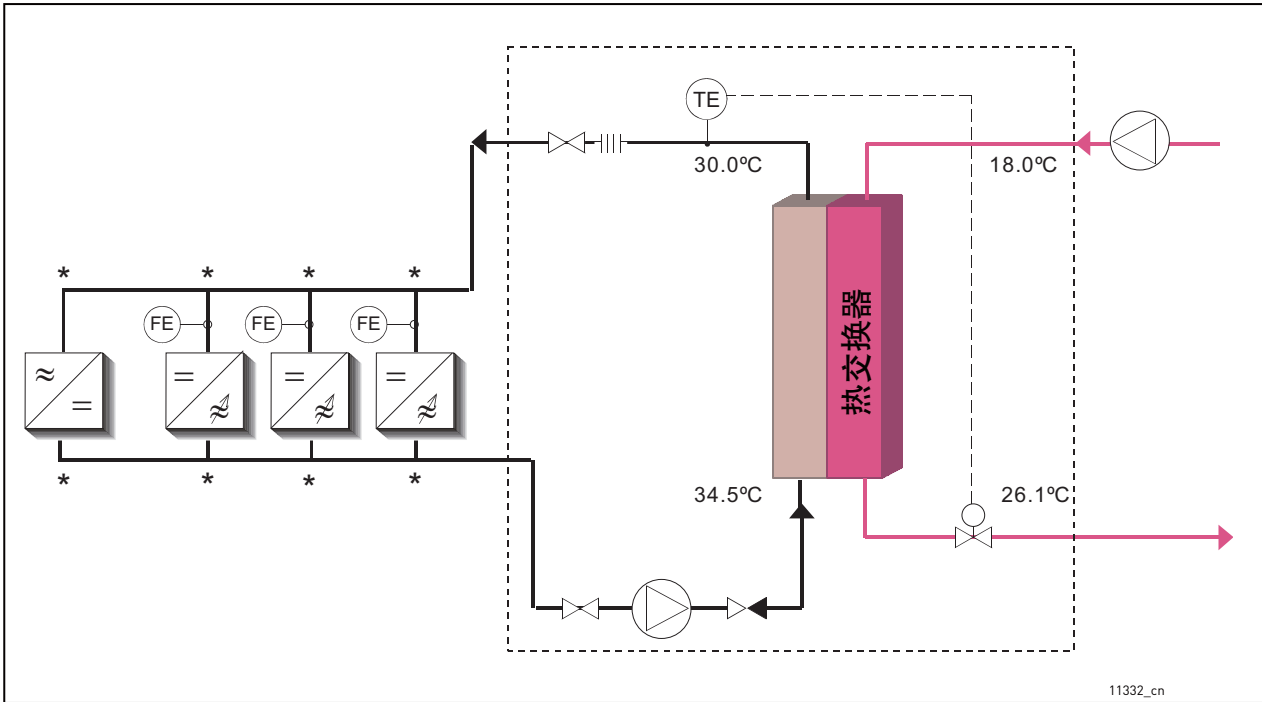 TE
30.0ºC
18.0ºC
* * * *
FE
FE
FE
≈
=
=
≈
=
≈
=
≈
热交换器
* * * *
34.5ºC
26.1ºC
11332_cn